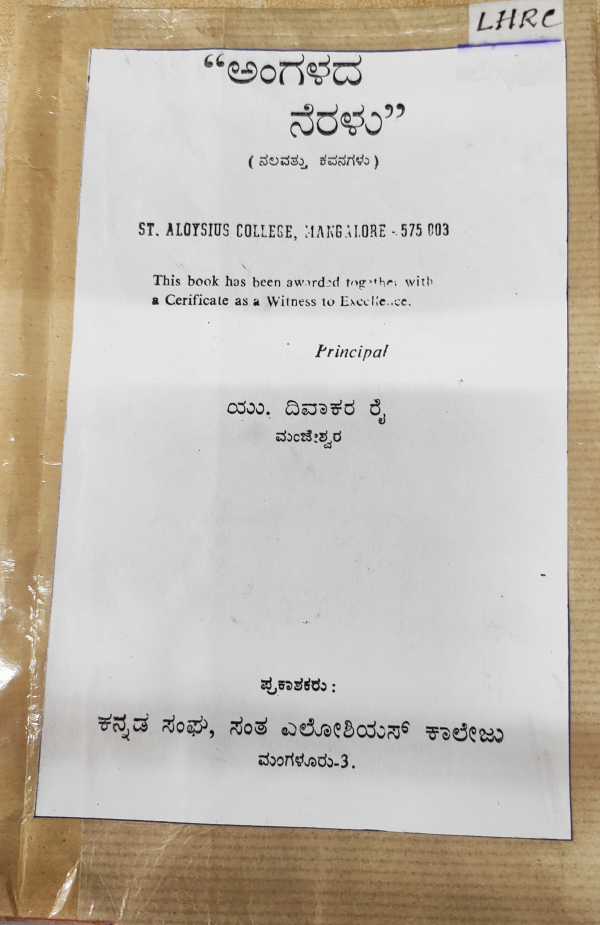 LHRC
“ಅಂಗಳದ
ನೆರಳು”
( ನಲವತ್ತು ಕವನಗಳು )
ST. ALOYSIUS COLLEGE, MANGALORE - 575 003
This book has been awarded together with
a Cerificate as a Witness to Excellence.
Principal
ಯು. ದಿವಾಕರ ರೈ
ಮಂಜೇಶ್ವರ
ಪ್ರಕಾಶಕರು :
ಕನ್ನಡ ಸಂಘ, ಸಂತ ಎಲೋಶಿಯಸ್ ಕಾಲೇಜು
ಮಂಗಳೂರು-3.